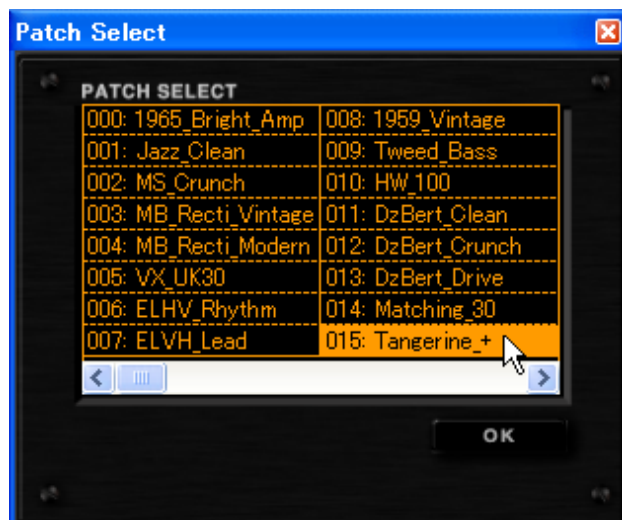 Patch Select
PATCH SELECT
000: 1965_Bright_Amp
001: Jazz_Clean
002: MS_Crunch
003: MB_Recti_Vintage
004: MB_Recti_Modern
005: VX_UK30
006: ELHV_Rhythm
007: ELVH_Lead
008: 1959_Vintage
009: Tweed_Bass
010: HW_100
011: DzBert_Clean
012: DzBert_Crunch
013: DzBert_Drive
014: Matching_30
015: Tangerine_+
OK